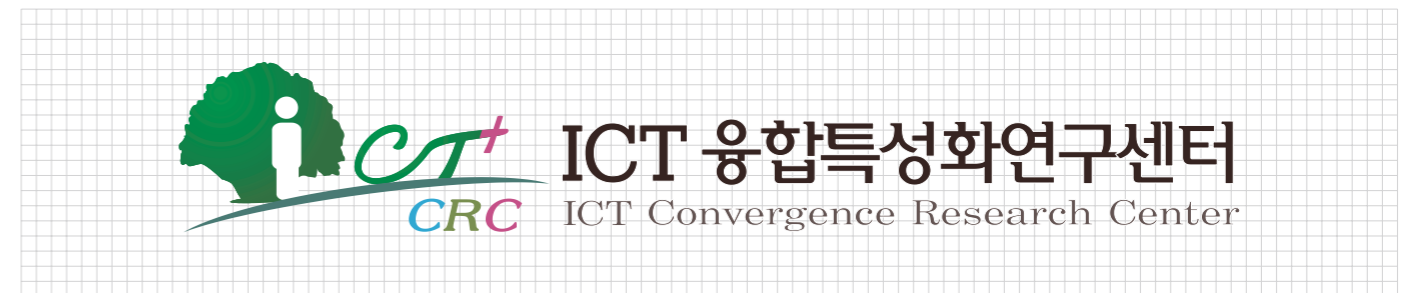 iCT+
CRC
ICT 융합특성화연구센터
ICT Convergence Research Center